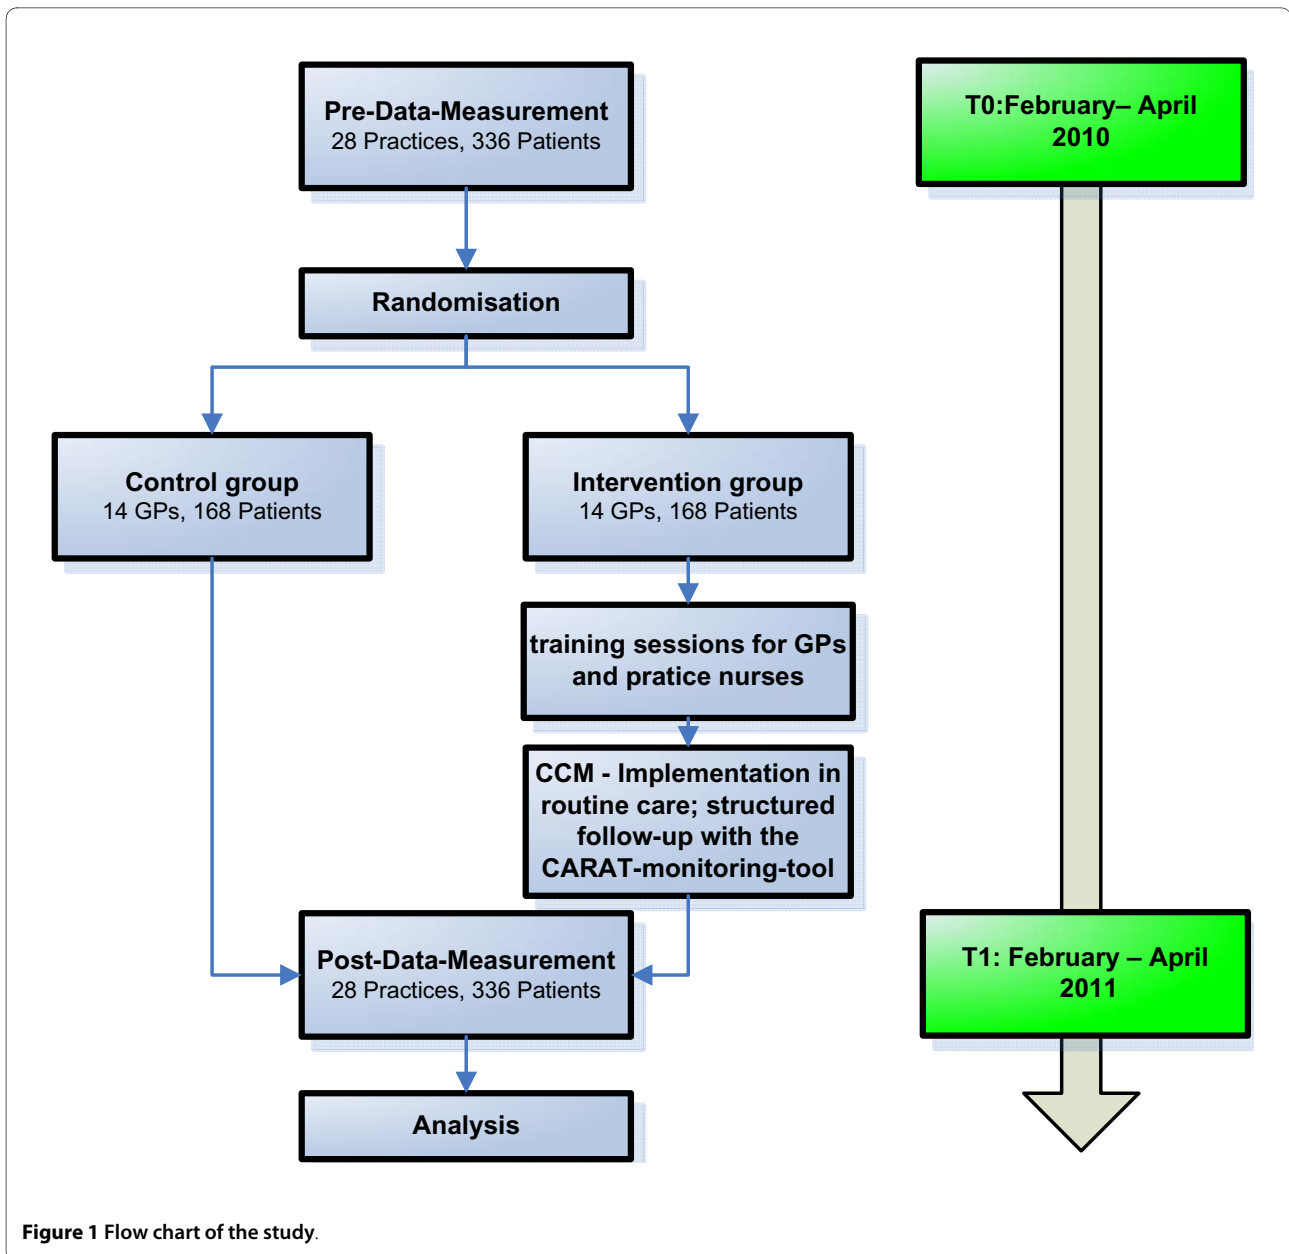 Pre-Data-Measurement
28 Practices, 336 Patients
T0:February– April
2010
Randomisation
Control group
14 GPs, 168 Patients
Intervention group
14 GPs, 168 Patients
training sessions for GPs
and pratice nurses
CCM - Implementation in
routine care; structured
follow-up with the
CARAT-monitoring-tool
Post-Data-Measurement
28 Practices, 336 Patients
T1: February – April
2011
Analysis
Figure 1 Flow chart of the study.